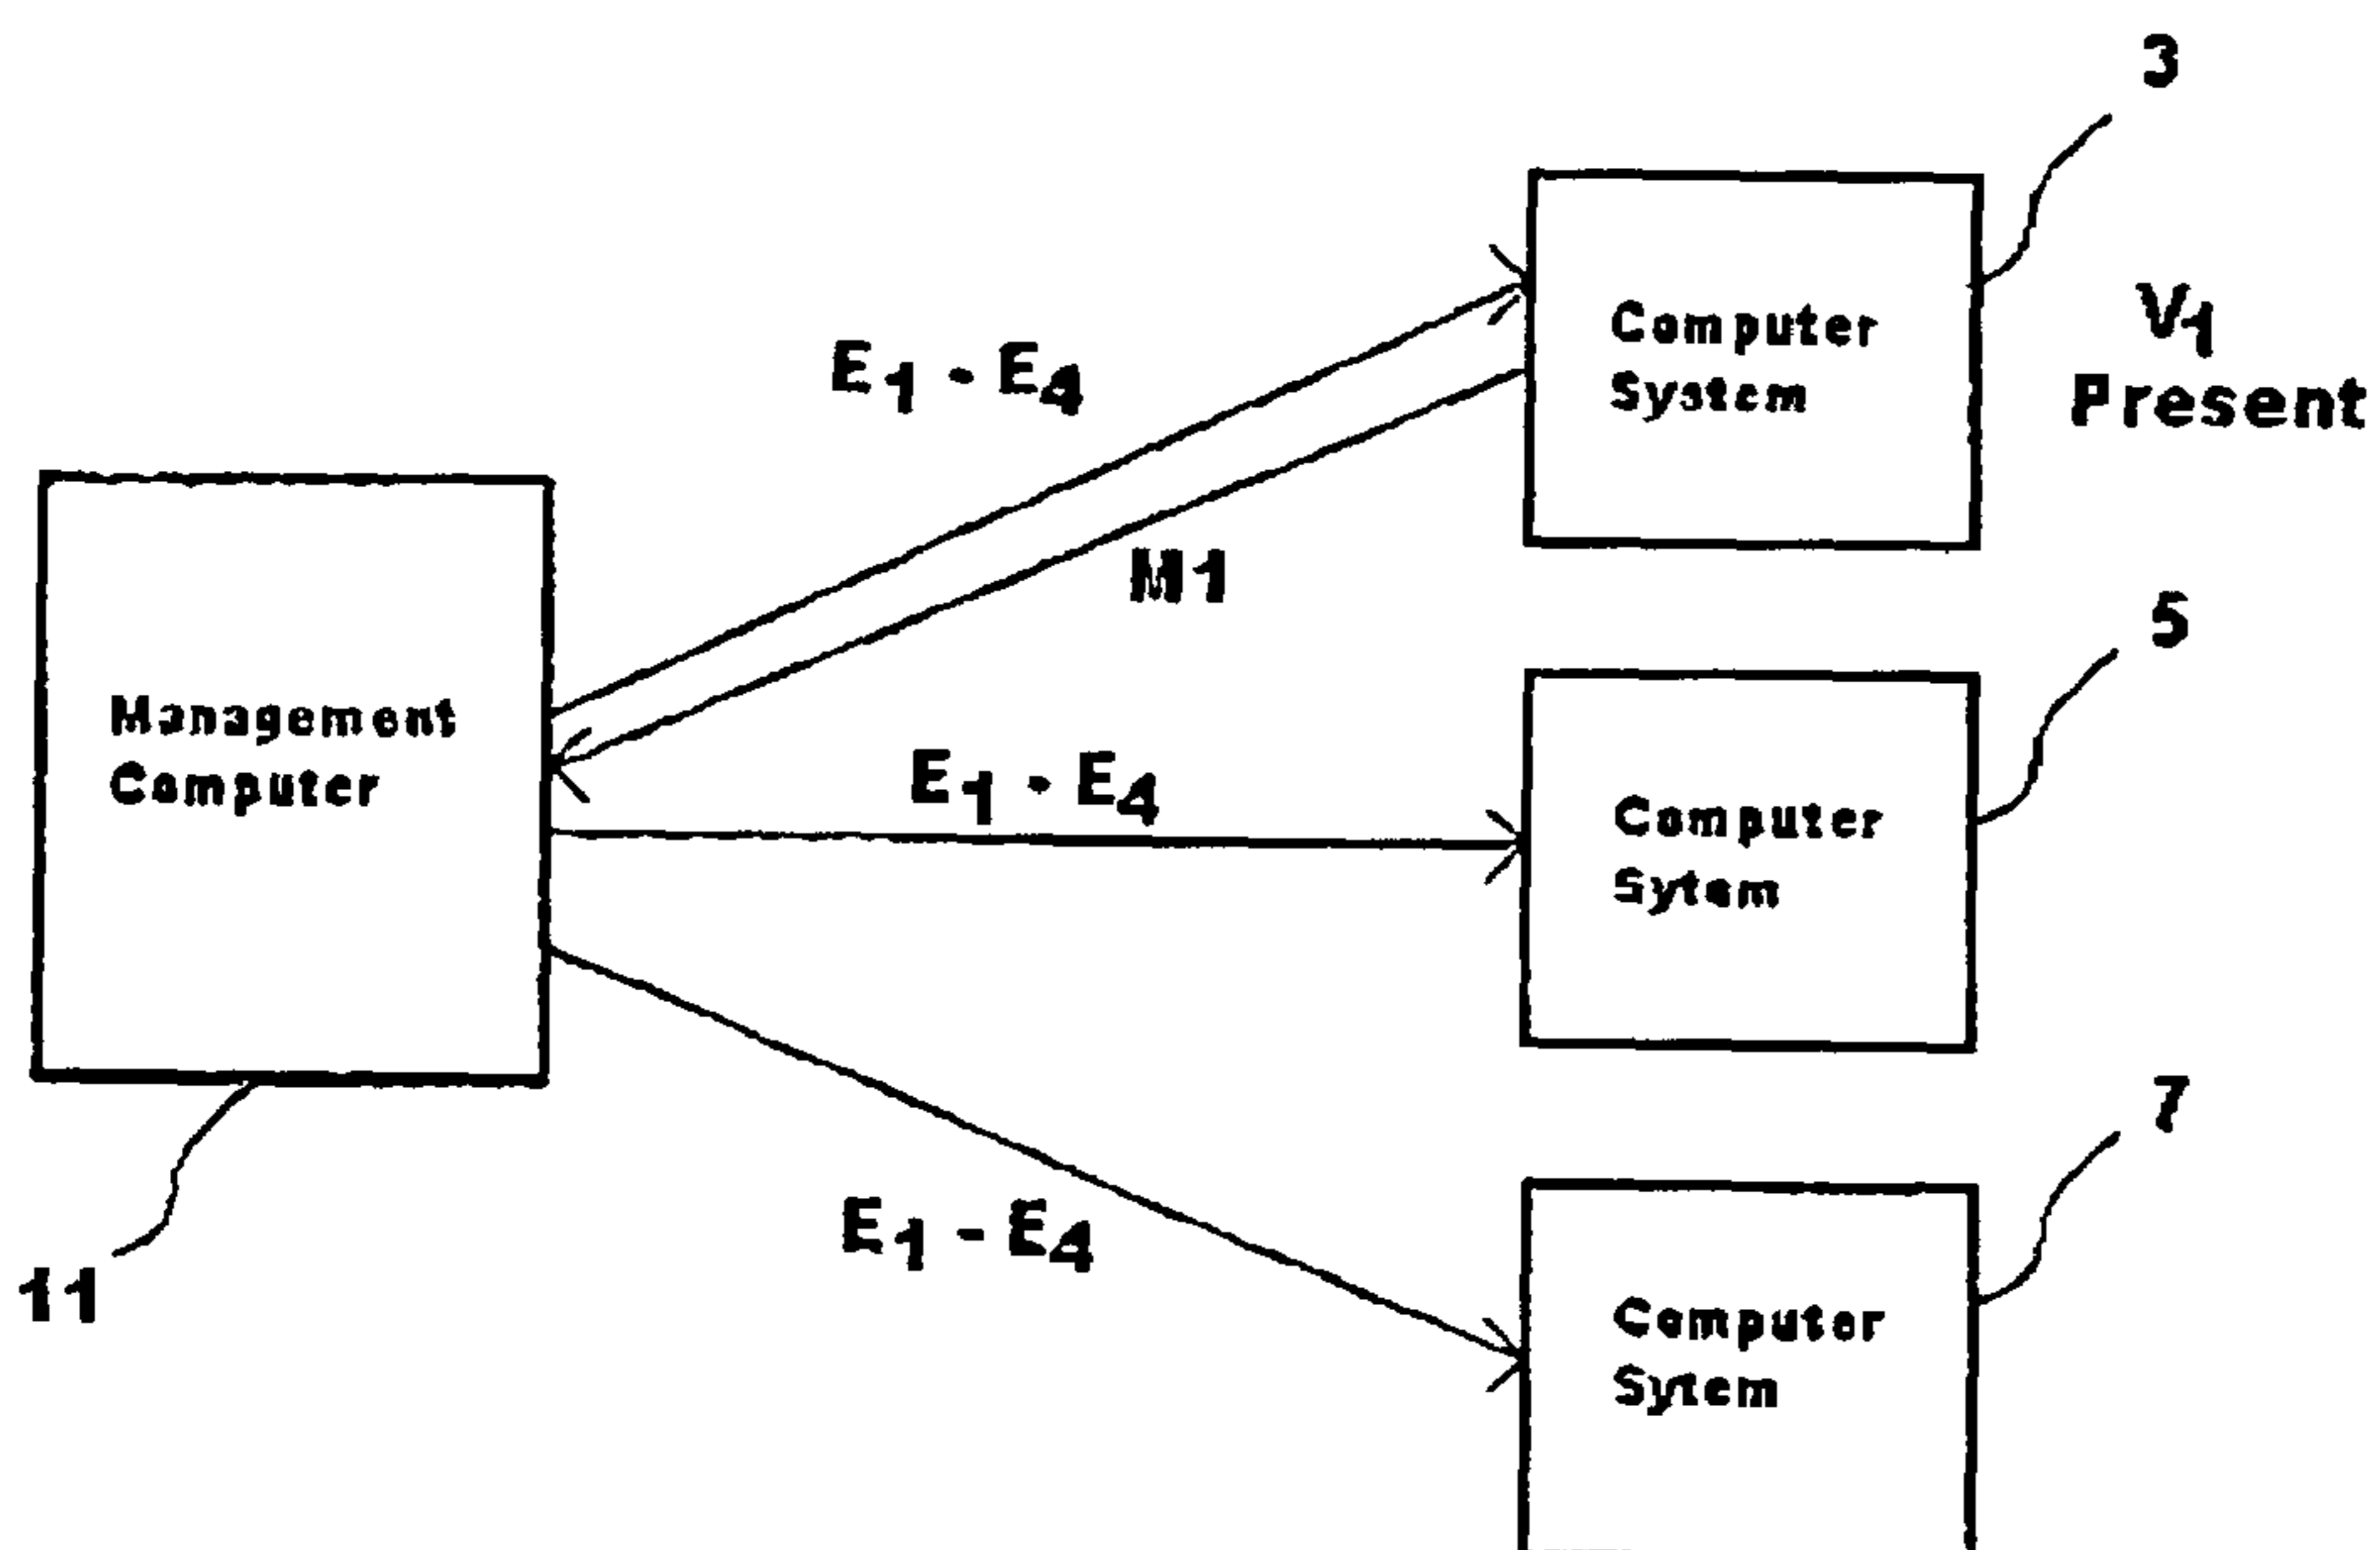 3
V1
Present
Computer
System
E1 - E4
M1
5
Management
Computer
E1 - E4
Computer
Sytem
7
E1 - E4
Computer
Sytem
11